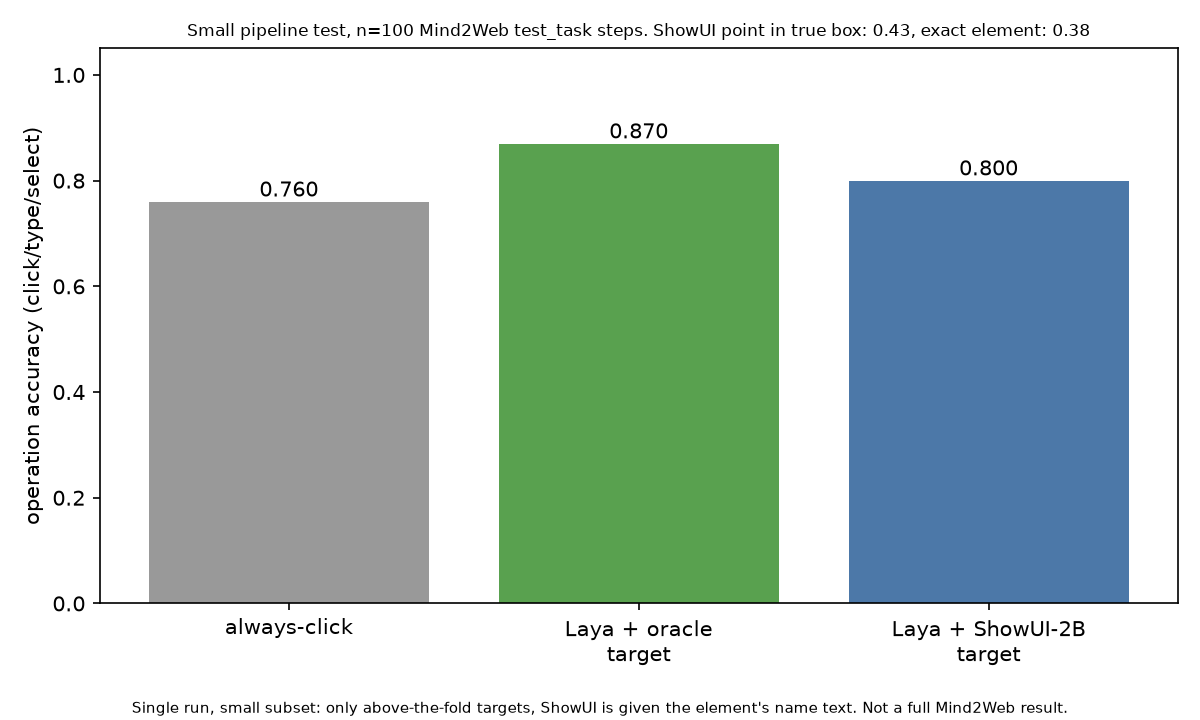 Small pipeline test, n=100 Mind2Web test_task steps. ShowUI point in true box: 0.43, exact element: 0.38
operation accuracy (click/type/select)
1.0
0.8
0.6
0.4
0.2
0.0
0.760
0.870
0.800
always-click
Laya + oracle
target
Laya + ShowUI-2B
target
Single run, small subset: only above-the-fold targets, ShowUI is given the element's name text. Not a full Mind2Web result.